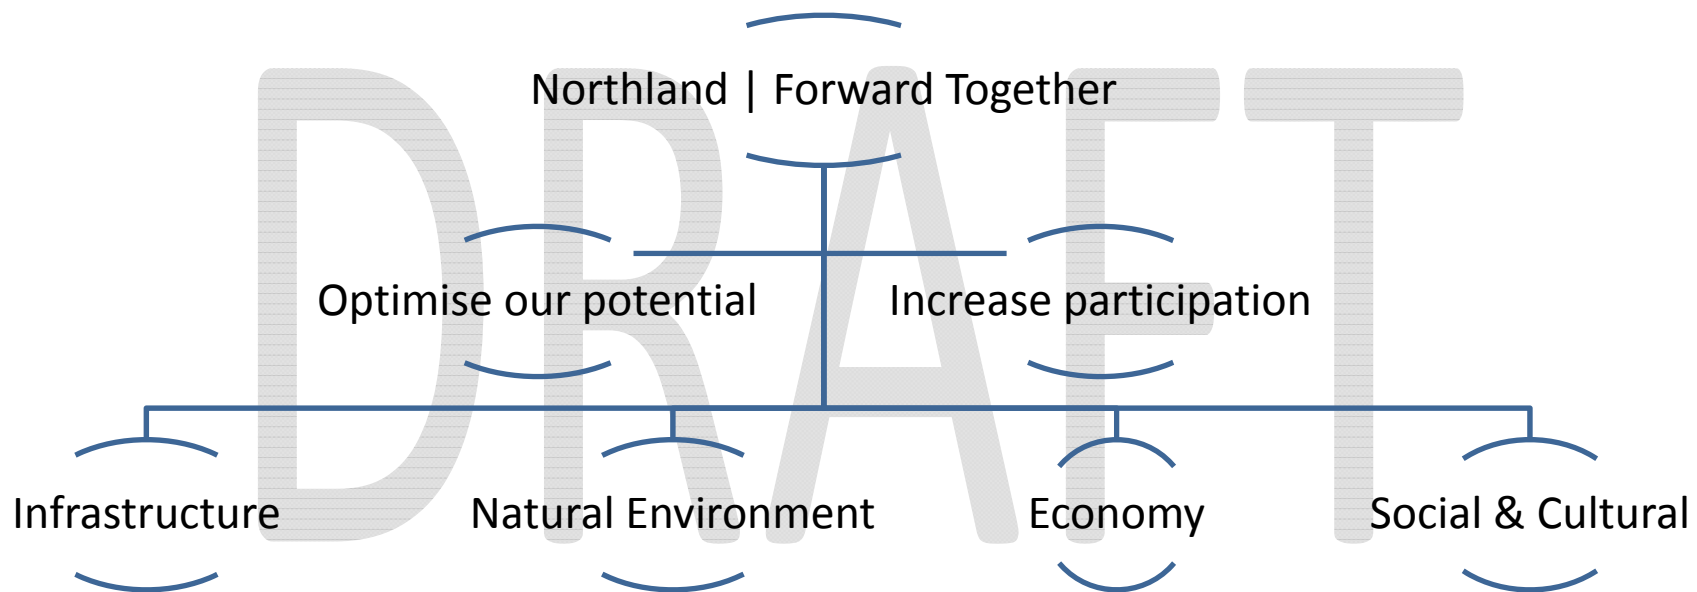 DRAFT
Northland | Forward Together
Optimise our potential
Increase participation
Infrastructure
Natural Environment
Economy
Social & Cultural